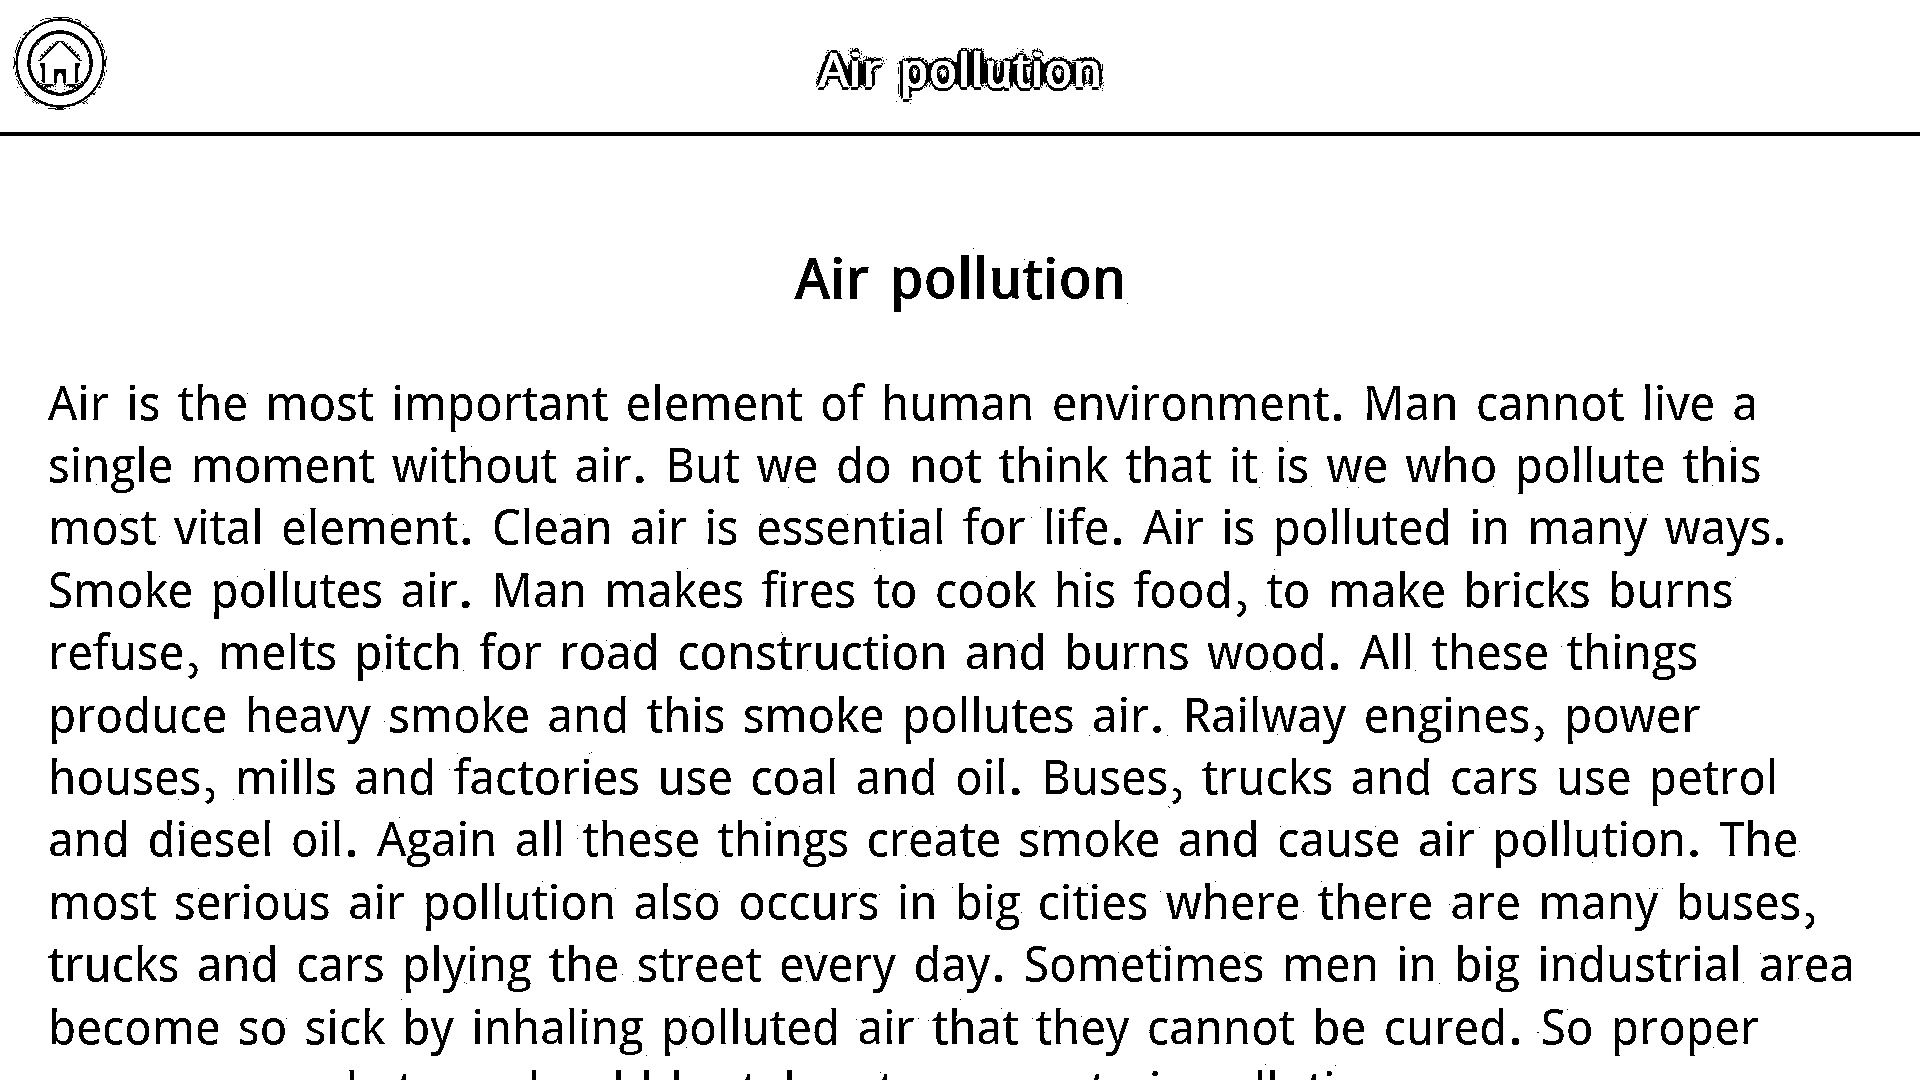 Air pollution
Air pollution
Air is the most important element of human environment. Man cannot live a
single moment without air. But we do not think that it is we who pollute this
most vital element. Clean air is essential for life. Air is polluted in many ways.
Smoke pollutes air. Man makes fires to cook his food, to make bricks burns
refuse, melts pitch for road construction and burns wood. All these things
produce heavy smoke and this smoke pollutes air. Railway engines, power
houses, mills and factories use coal and oil. Buses, trucks and cars use petrol
and diesel oil. Again all these things create smoke and cause air pollution. The
most serious air pollution also occurs in big cities where there are many buses,
trucks and cars plying the street every day. Sometimes men in big industrial area
become so sick by inhaling polluted air that they cannot be cured. So proper